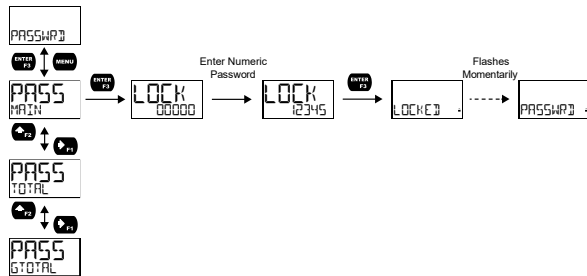 PASSWRD
ENTER
F3
MENU
PASS
MAIN
ENTER
F3
LOCK
00000
Enter Numeric
Password
LOCK
12345
ENTER
F3
LOCKED
Flashes
Momentarily
PASSWRD
F2
F1
PASS
TOTAL
F2
F1
PASS
GTOTAL